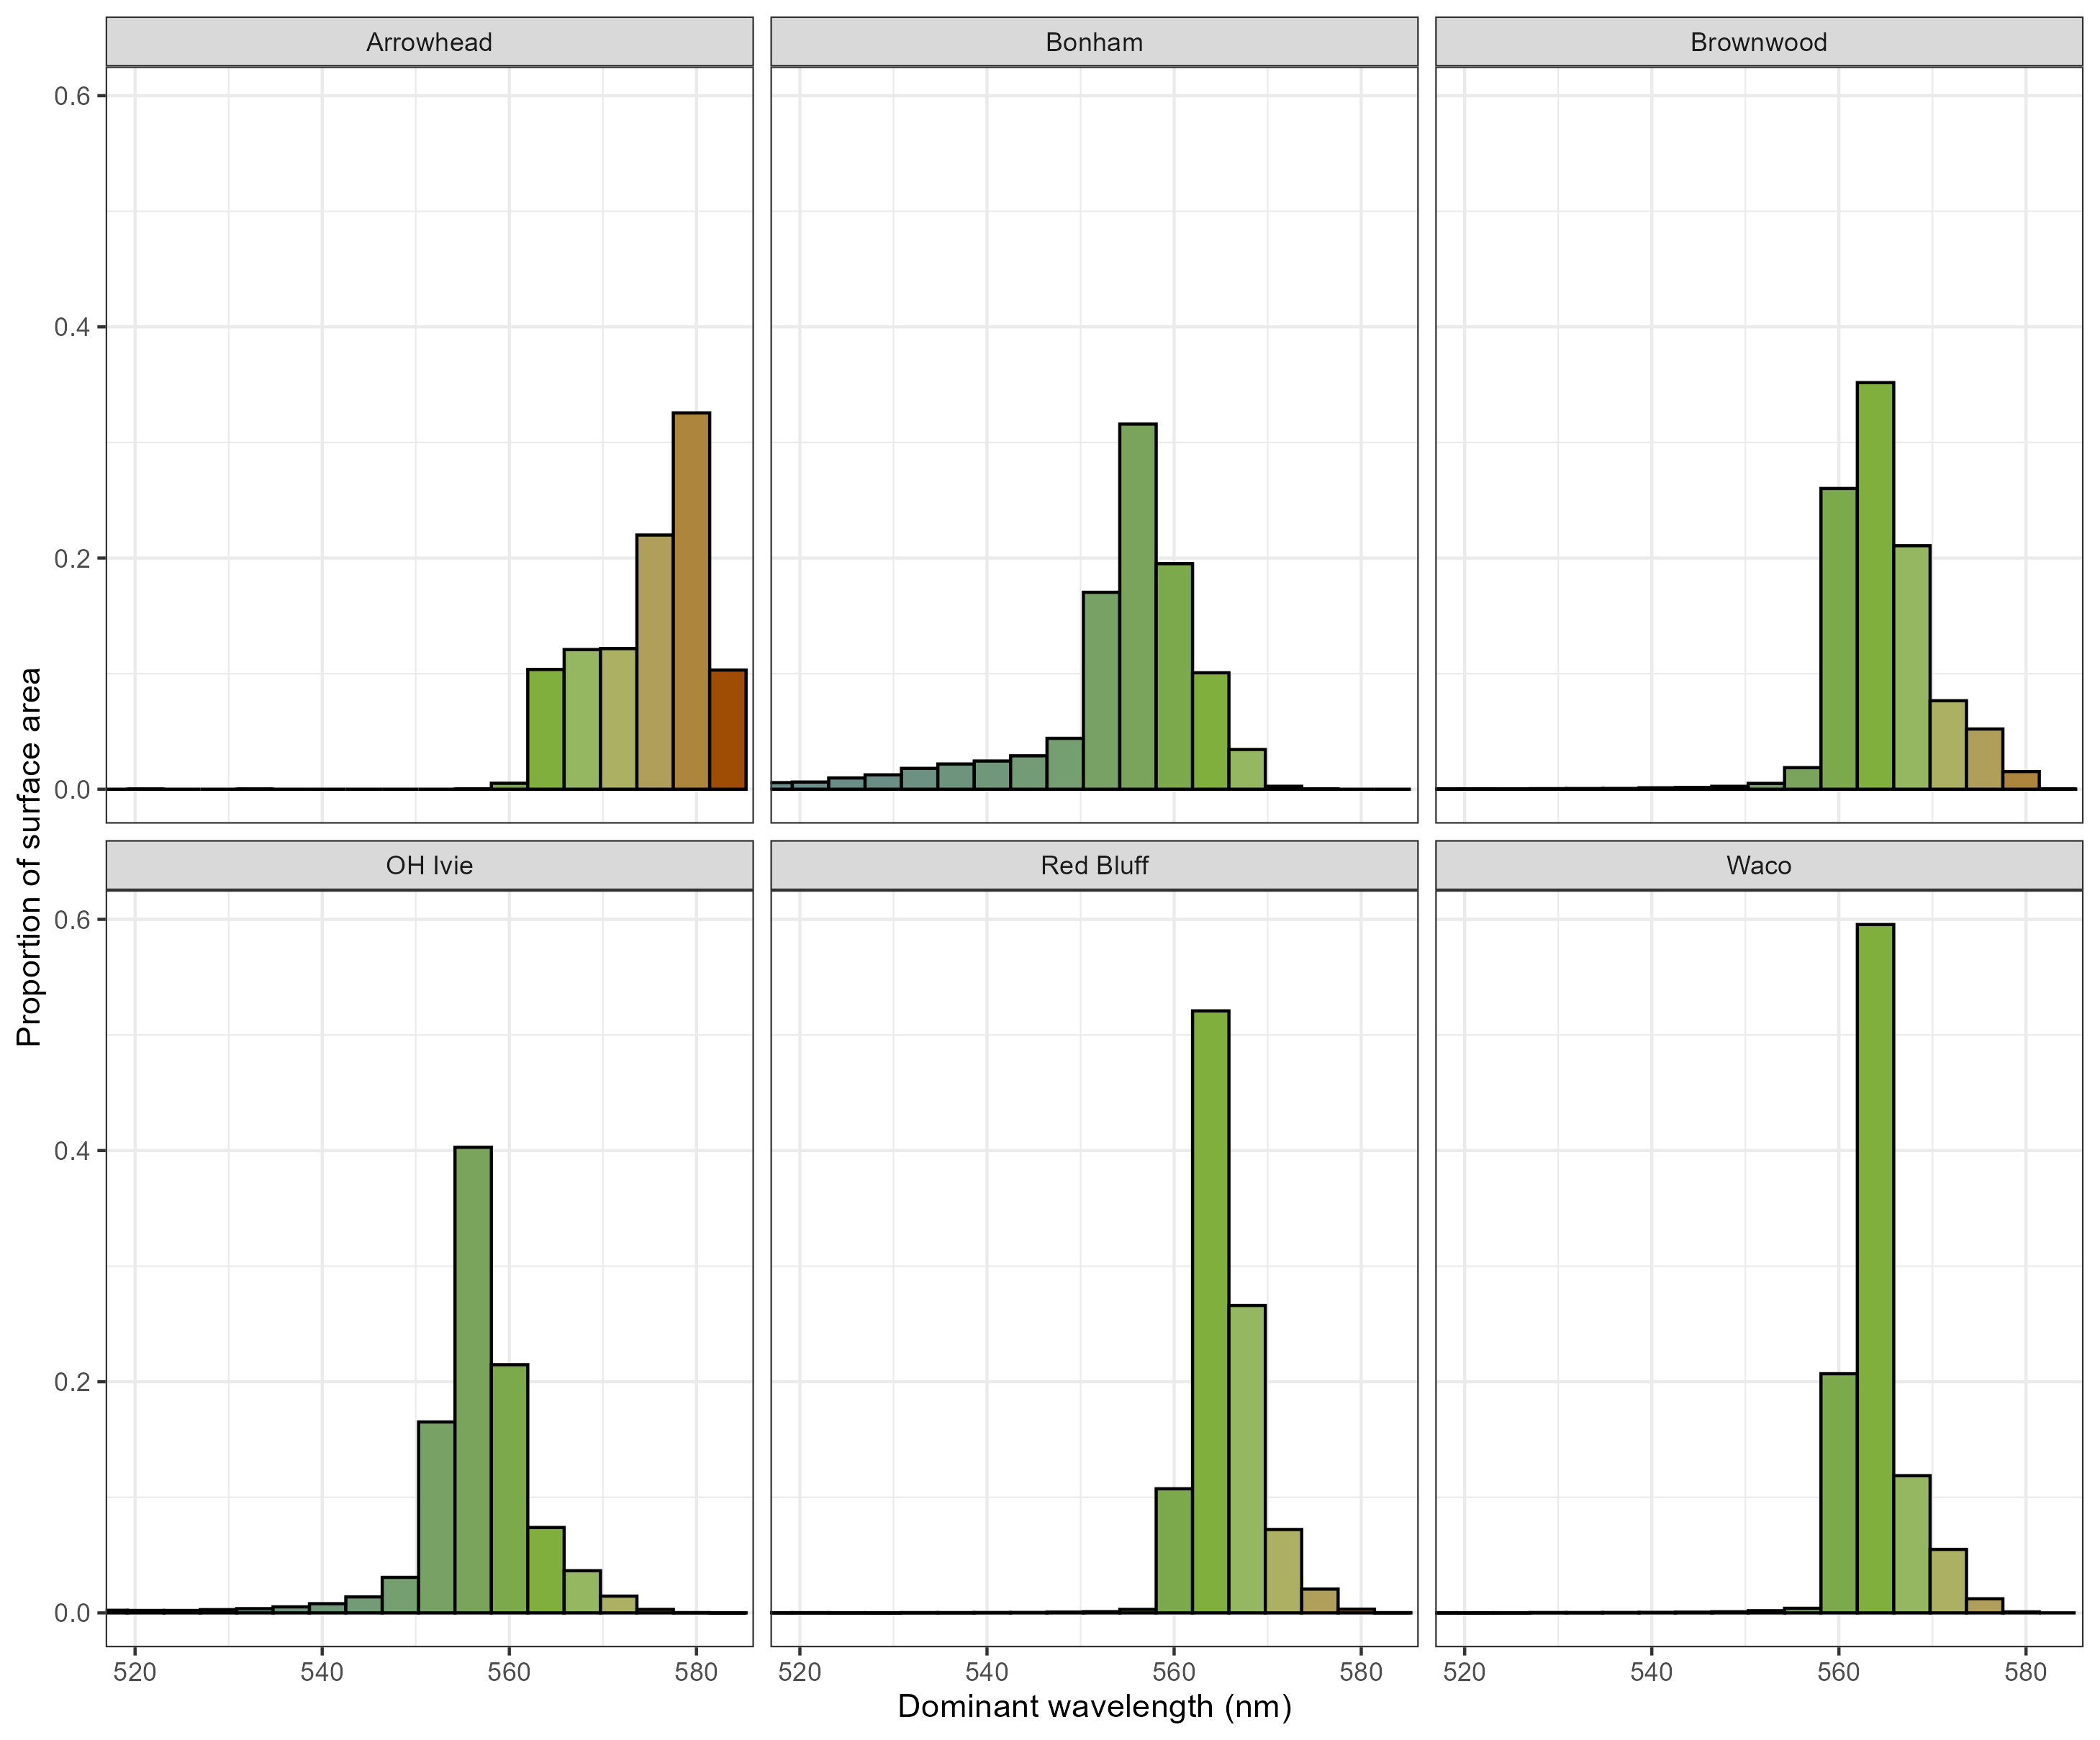 Arrowhead Bonham Brownwood
0.6
0.4
0.2
0.0
Proportion of surface area
OH Ivie Red Bluff Waco
0.6
0.4
0.2
0.0
520 540 560 580 520 540 560 580 520 540 560 580
Dominant wavelength (nm)